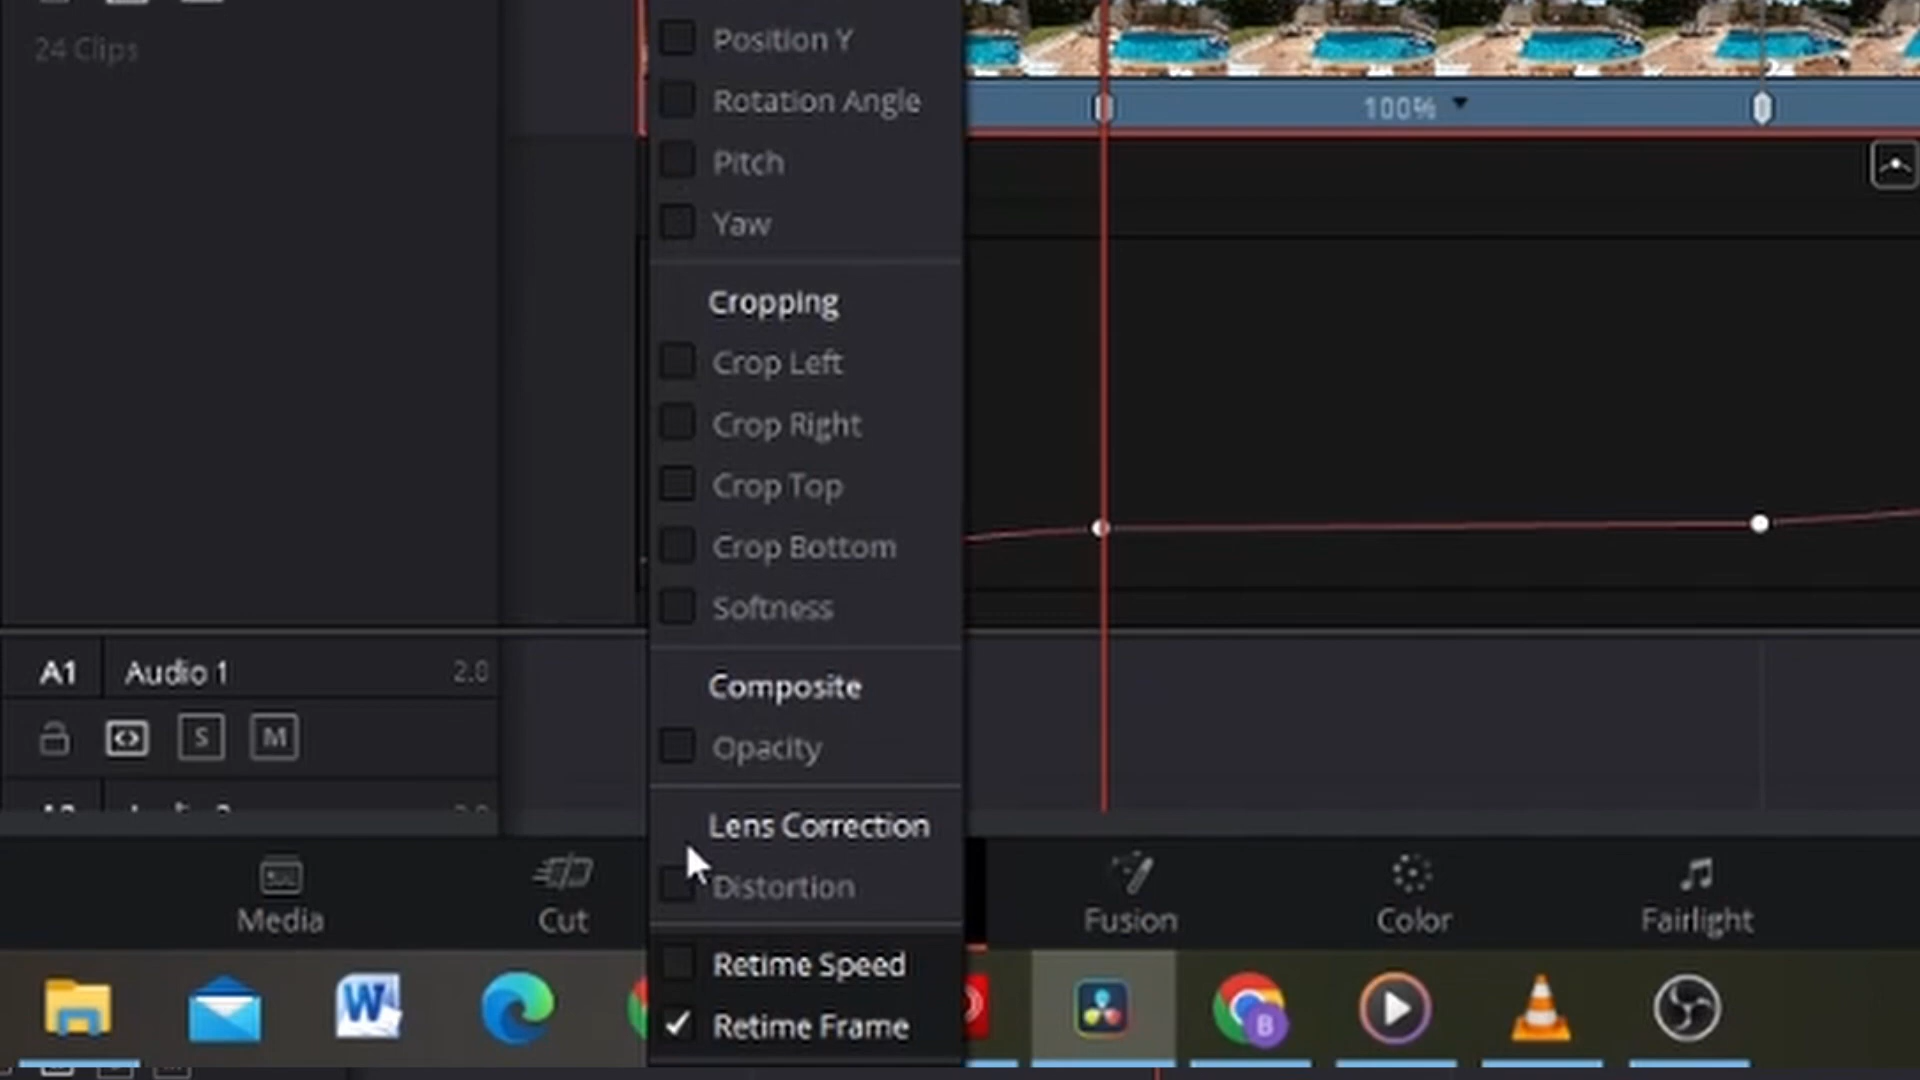 24 Clips
Position Y
Rotation Angle
Pitch
Yaw
Cropping
Crop Left
Crop Right
Crop Top
Crop Bottom
Softness
Composite
Opacity
Lens Correction
Distortion
Retime Speed
Retime Frame
100%
A1 Audio 1 2.0
S M
Media
Cut
Fusion
Color
Fairlight
W
B